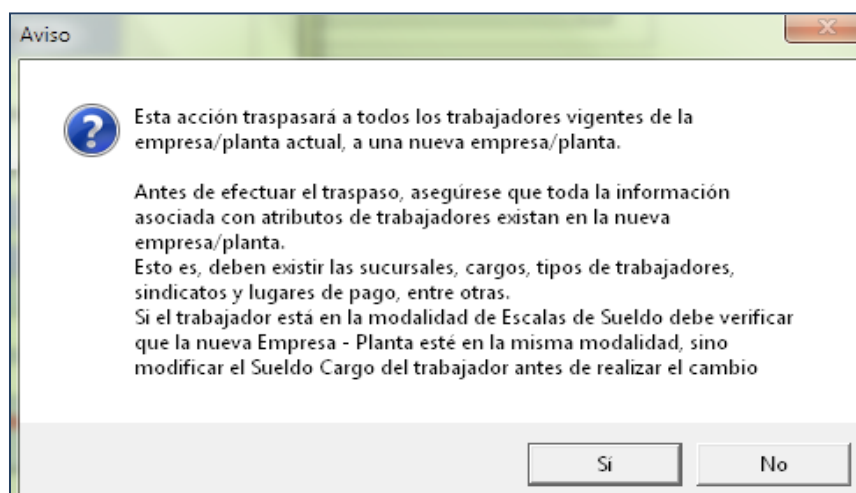 Aviso
Esta acción traspasará a todos los trabajadores vigentes de la
empresa/planta actual, a una nueva empresa/planta.
Antes de efectuar el traspaso, asegúrese que toda la información
asociada con atributos de trabajadores existan en la nueva
empresa/planta.
Esto es, deben existir las sucursales, cargos, tipos de trabajadores,
sindicatos y lugares de pago, entre otras.
Si el trabajador está en la modalidad de Escalas de Sueldo debe verificar
que la nueva Empresa - Planta esté en la misma modalidad, sino
modificar el Sueldo Cargo del trabajador antes de realizar el cambio
Sí
No